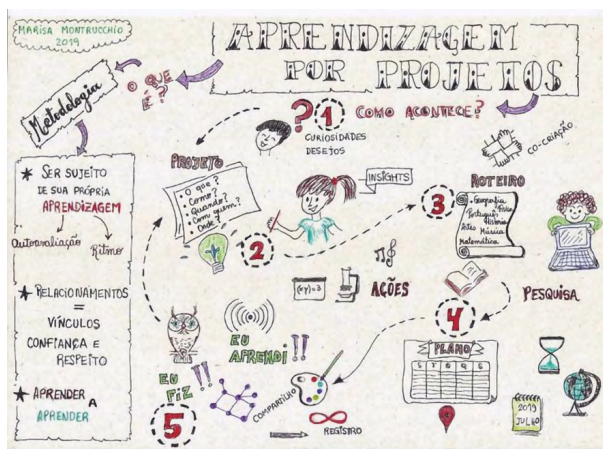 MARISA MONTRUCCHIO
2019
APRENDIZAGEM
POR PROJETOS
O QUE
É?
Metodologia
1
COMO ACONTECE?
CURIOSIDADES
DESEJOS
CO-CRIAÇÃO
PROJETO
• O que?
• Como?
• Quando?
• Com quem?
Onde?
INSIGHTS
2
3
ROTEIRO
• Geografia
• Física
Português
História
Artes Música
Matemática
SER SUJEITO
DE SUA PRÓPRIA
APRENDIZAGEM
Autoavaliação
Ritmo
RELACIONAMENTOS
=
VÍNCULOS
CONFIANÇA E
RESPEITO
APRENDER A
APRENDER
AÇÕES
PESQUISA
4
PLANO
S T Q Q S
EU
APRENDI!!
EU
FIZ!!
5
COMPARTILHO
REGISTRO
2019
JULHO